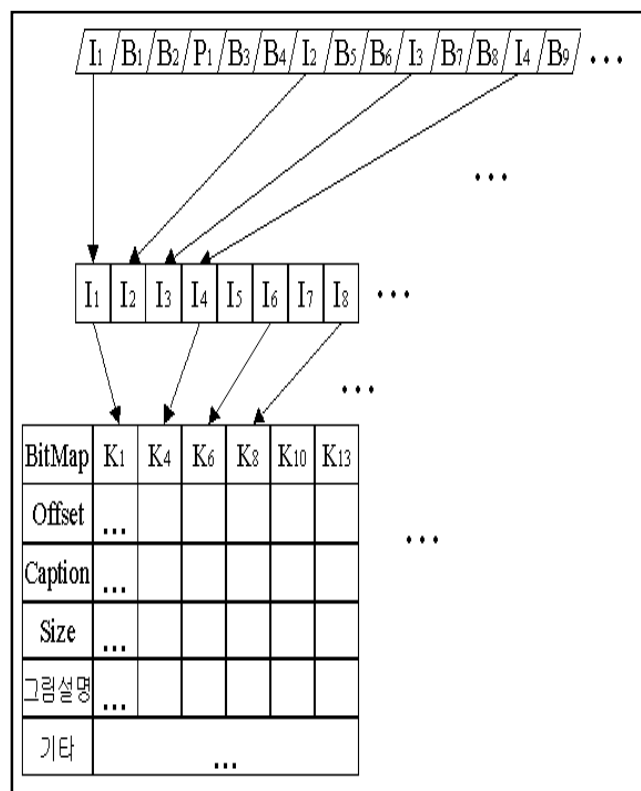 I1 B1 B2 P1 B3 B4 I2 B5 B6 I3 B7 B8 I4 B9 ...
...
I1 I2 I3 I4 I5 I6 I7 I8 ...
...
BitMap K1 K4 K6 K8 K10 K13
Offset ... ...
Caption ...
Size ...
그림설명 ...
기타 ...